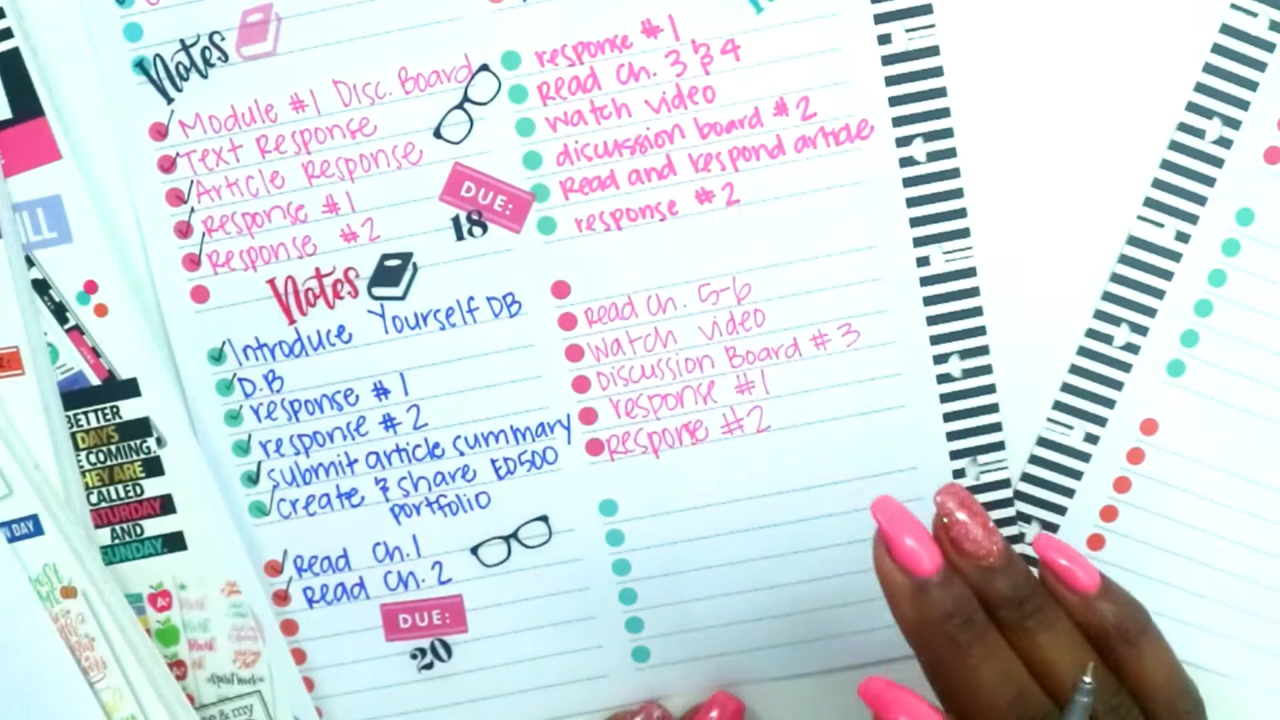 Notes
✓ Module #1 Disc. Board
✓ Text Response
✓ Article Response
✓ Response #1
✓ Response #2
DUE:
18
Notes
✓ Introduce Yourself DB
✓ D.B
✓ response #1
✓ response #2
✓ submit article summary
✓ create & share ED500
portfolio
✓ Read Ch.1
✓ Read Ch. 2
DUE:
20
response #1
Read Ch. 3 & 4
watch video
discussion board #2
Read and respond article
response #2
Read Ch. 5-6
Watch video
Discussion Board #3
response #1
Response #2
BETTER
DAYS
COMING.
THEY ARE
CALLED
SATURDAY
AND
SUNDAY.
DAY
A+
& my